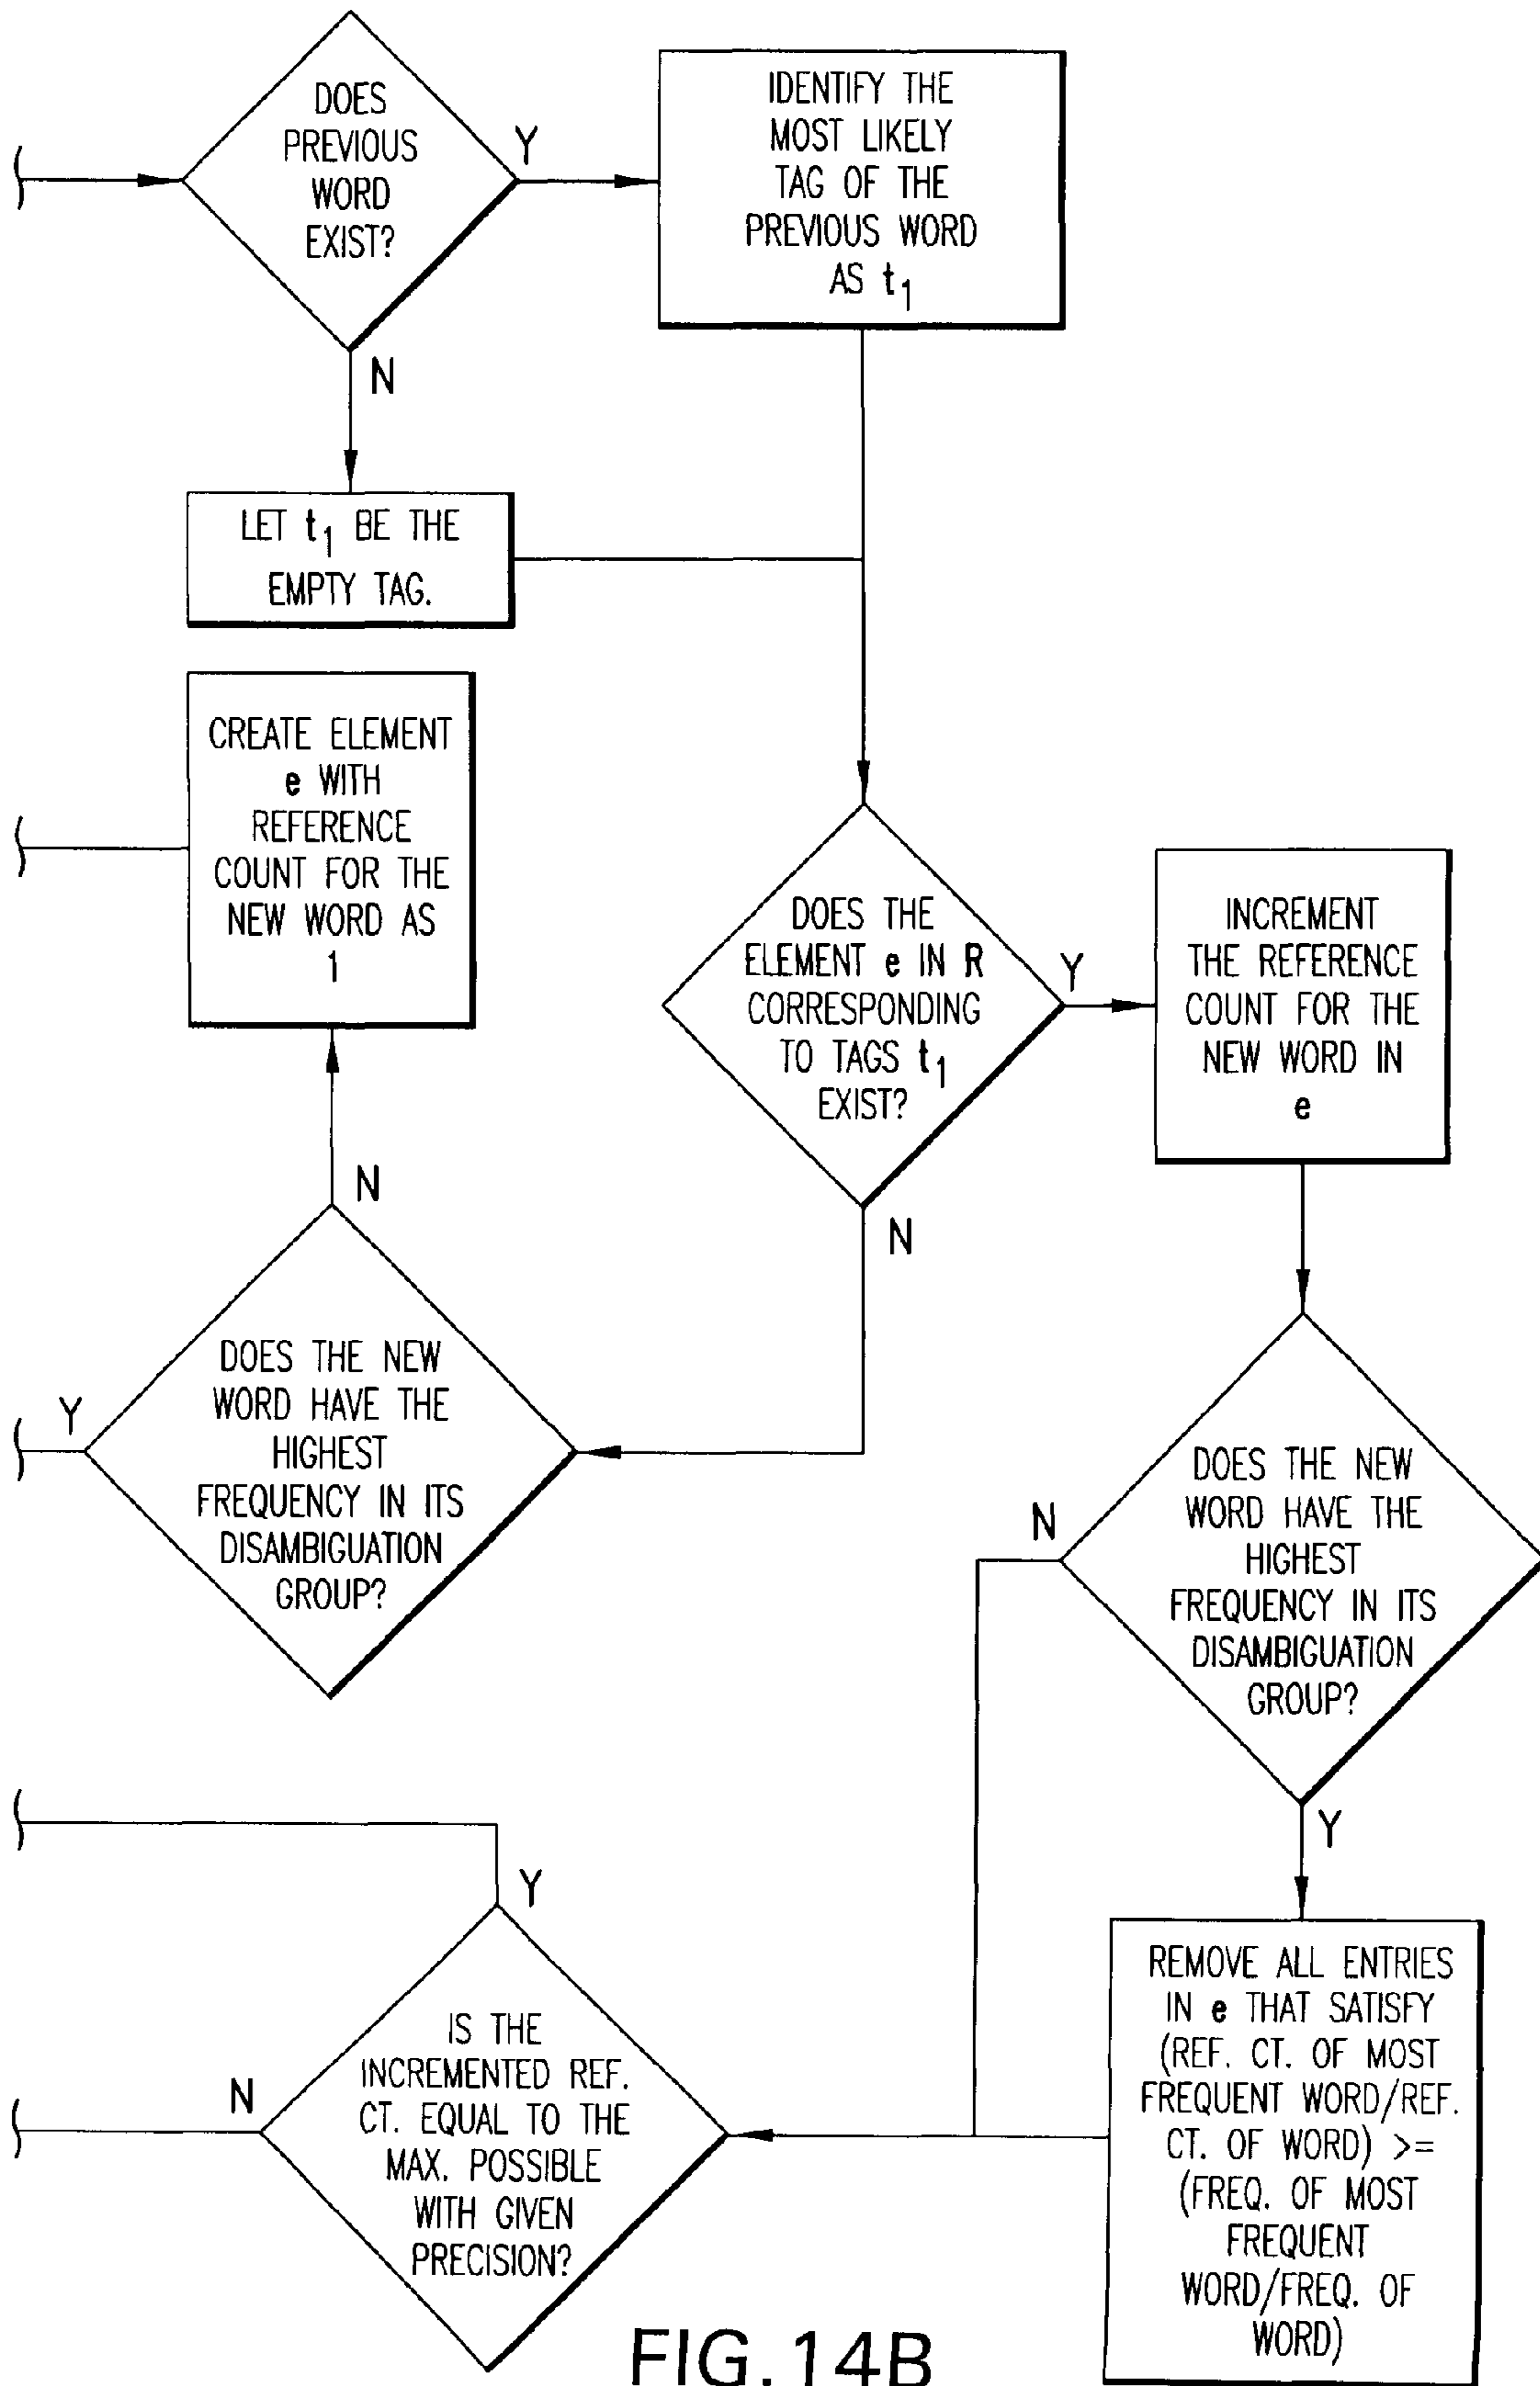 DOES
PREVIOUS
WORD
EXIST?
Y
N
IDENTIFY THE
MOST LIKELY
TAG OF THE
PREVIOUS WORD
AS t1
LET t1 BE THE
EMPTY TAG.
CREATE ELEMENT
e WITH
REFERENCE
COUNT FOR THE
NEW WORD AS
1
DOES THE
ELEMENT e IN R
CORRESPONDING
TO TAGS t1
EXIST?
Y
N
INCREMENT
THE REFERENCE
COUNT FOR THE
NEW WORD IN
e
N
DOES THE NEW
WORD HAVE THE
HIGHEST
FREQUENCY IN ITS
DISAMBIGUATION
GROUP?
Y
DOES THE NEW
WORD HAVE THE
HIGHEST
FREQUENCY IN ITS
DISAMBIGUATION
GROUP?
N
Y
REMOVE ALL ENTRIES
IN e THAT SATISFY
(REF. CT. OF MOST
FREQUENT WORD/REF.
CT. OF WORD) >=
(FREQ. OF MOST
FREQUENT
WORD/FREQ. OF
WORD)
Y
IS THE
INCREMENTED REF.
CT. EQUAL TO THE
MAX. POSSIBLE
WITH GIVEN
PRECISION?
N
FIG.14B